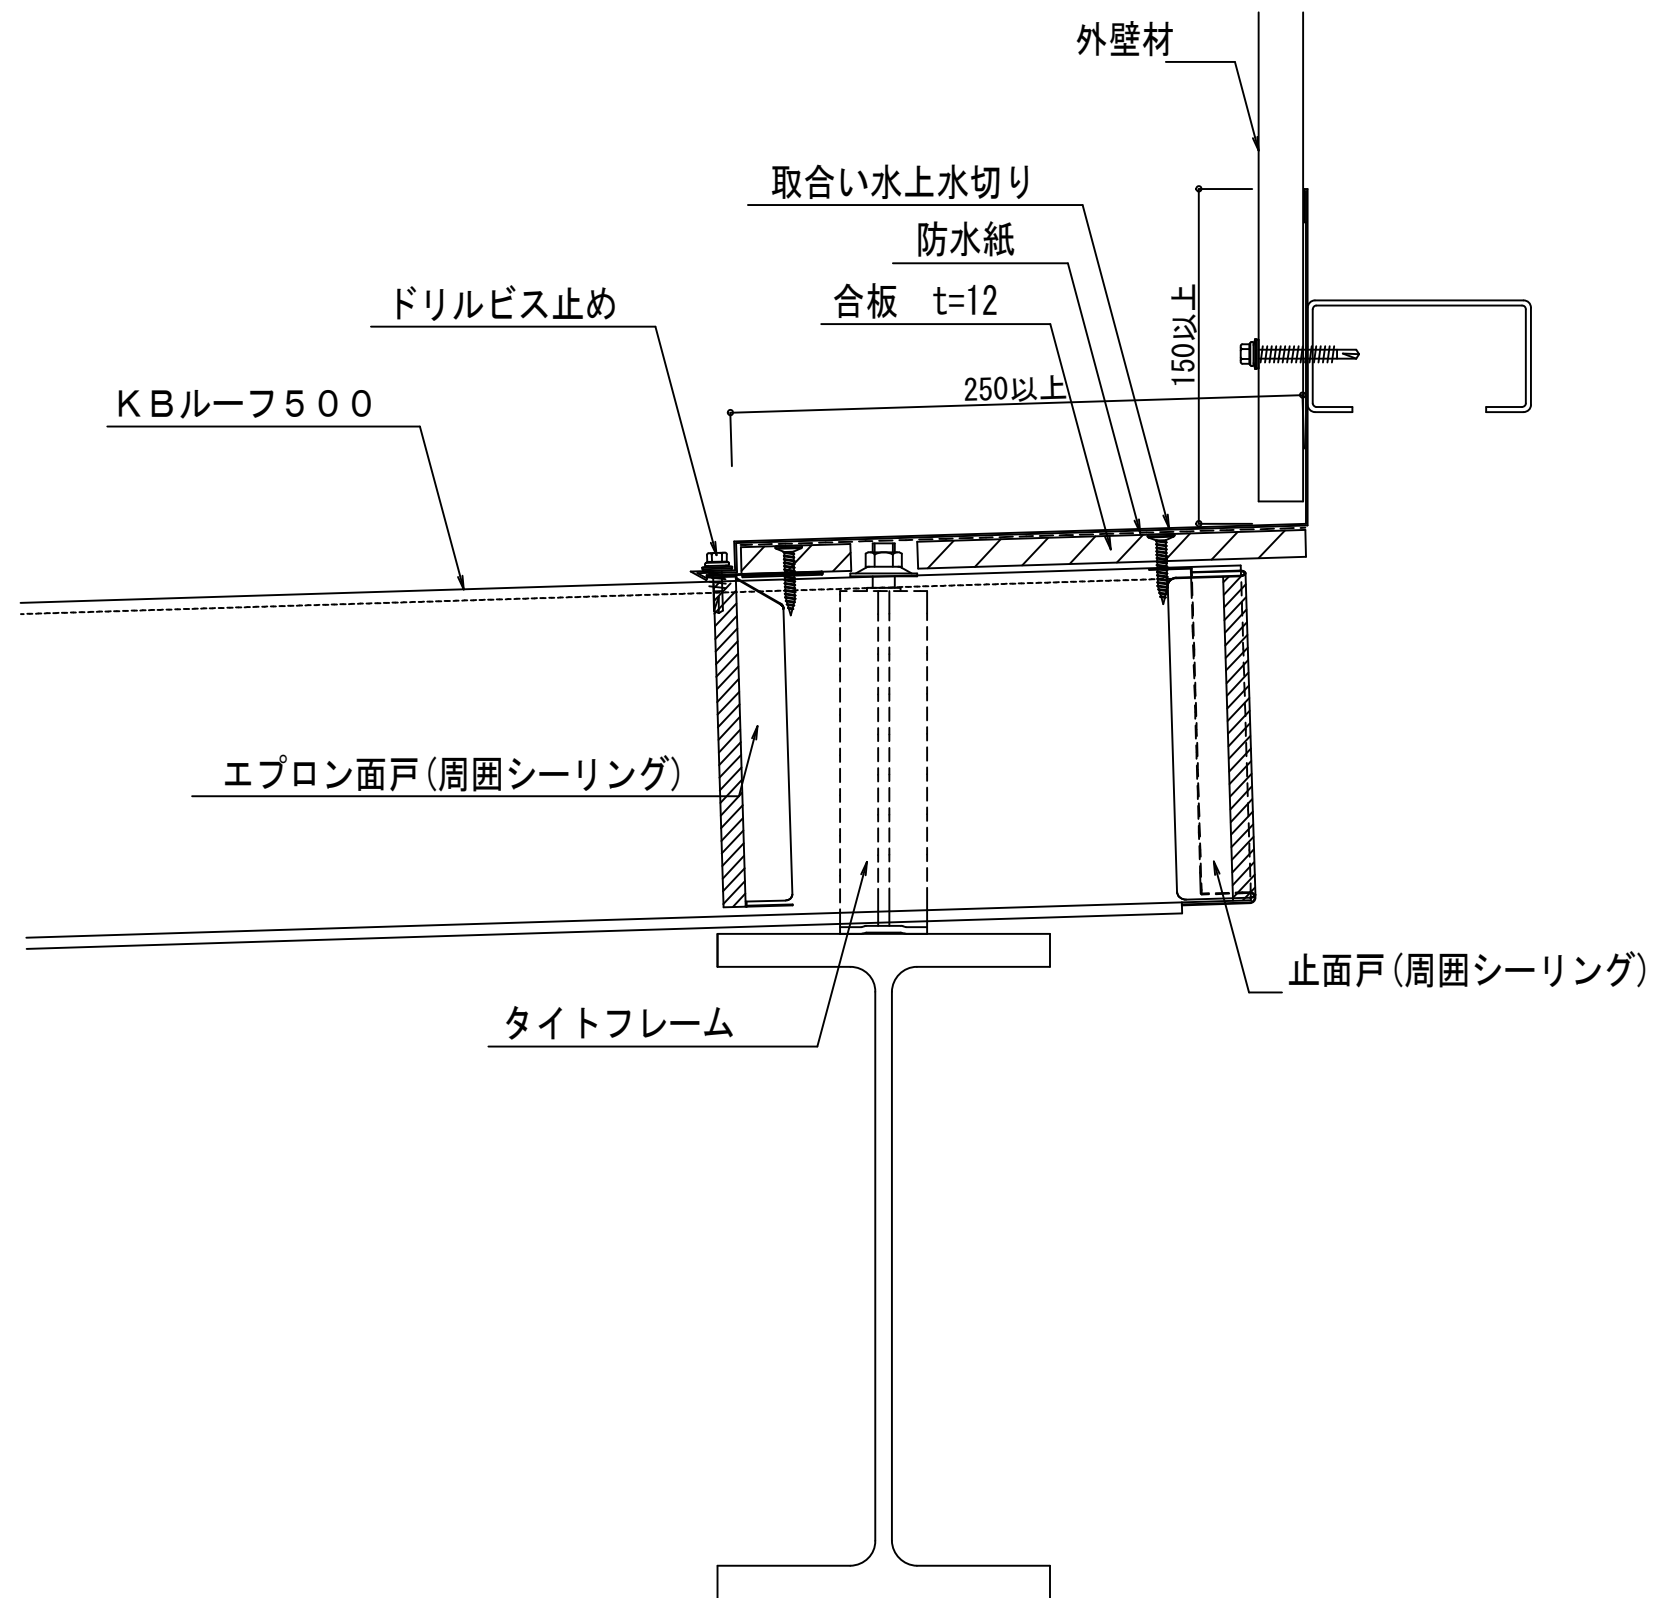 外壁材
取合い水上水切り
防水紙
合板　t=12
ドリルビス止め
150以上
250以上
ＫＢルーフ５００
エプロン面戸(周囲シーリング)
止面戸(周囲シーリング)
タイトフレーム